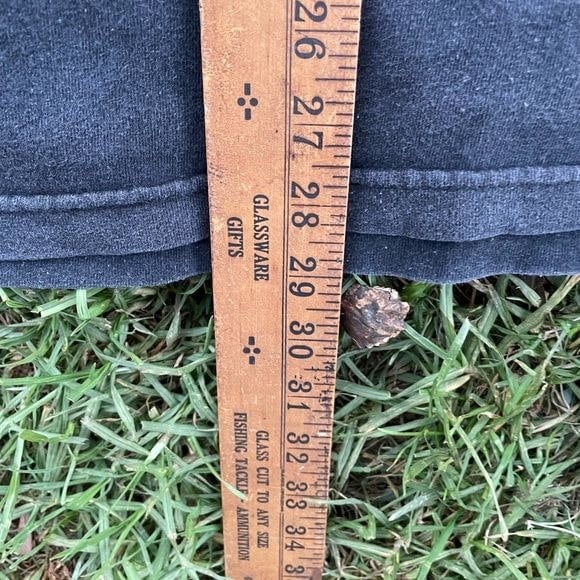 26 27 28 29 30 31 32 33 34
GLASSWARE
GIFTS
GLASS CUT TO ANY SIZE
FISHING TACKLE - AMMUNITION